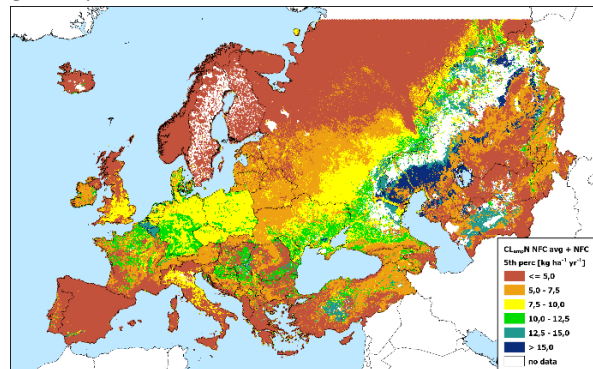 CLempN NFC avg + NFC
5th perc [kg ha⁻¹ yr⁻¹]
<= 5,0
5,0 - 7,5
7,5 - 10,0
10,0 - 12,5
12,5 - 15,0
> 15,0
no data